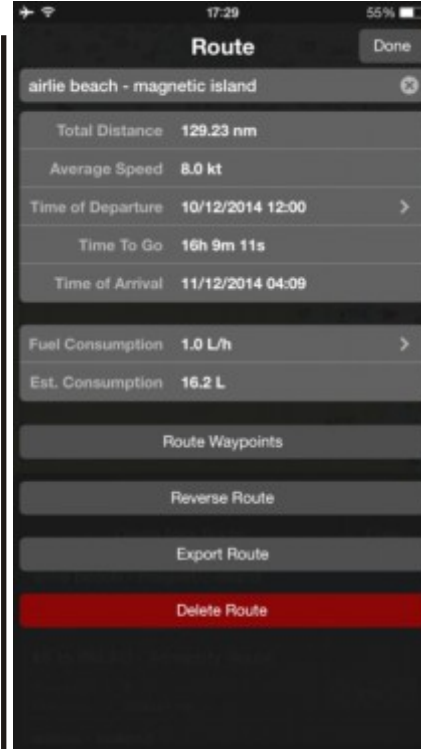 17:29 55%
Route Done
airlie beach - magnetic island
Total Distance 129.23 nm
Average Speed 8.0 kt
Time of Departure 10/12/2014 12:00
Time To Go 16h 9m 11s
Time of Arrival 11/12/2014 04:09
Fuel Consumption 1.0 L/h
Est. Consumption 16.2 L
Route Waypoints
Reverse Route
Export Route
Delete Route